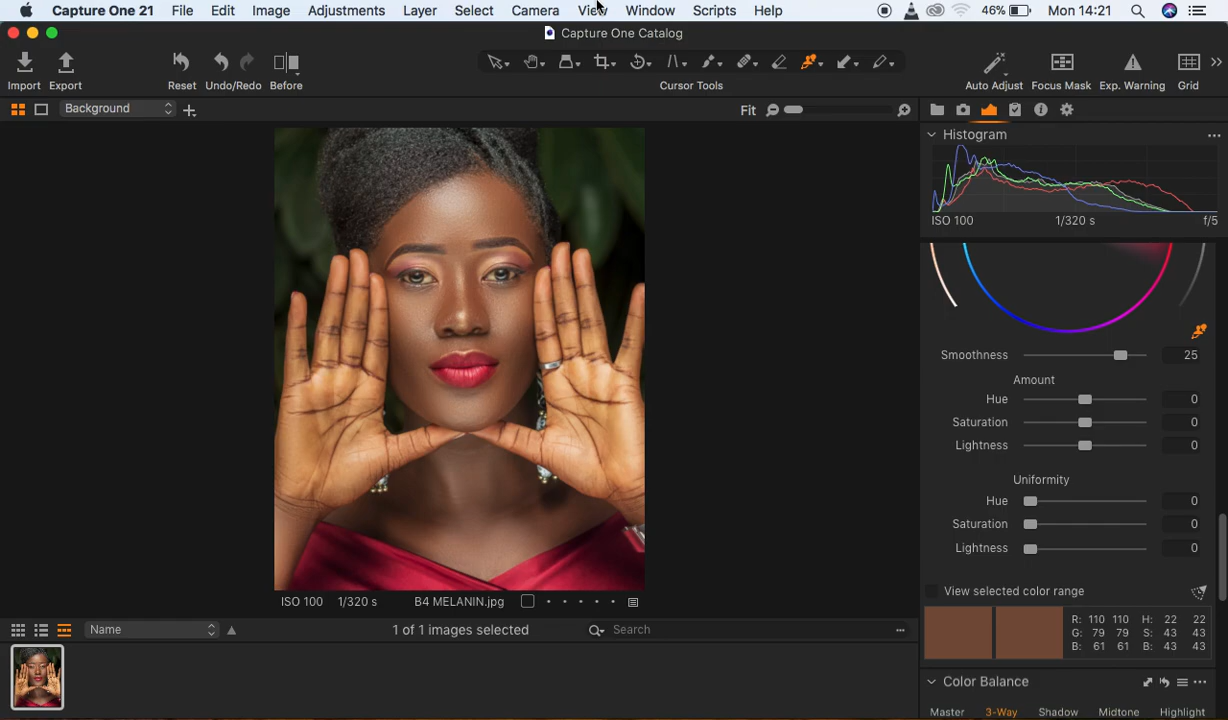 Capture One 21 File Edit Image Adjustments Layer Select Camera View Window Scripts Help 46% Mon 14:21
Capture One Catalog
Import Export Reset Undo/Redo Before Cursor Tools Auto Adjust Focus Mask Exp. Warning Grid
Background Fit
Histogram
ISO 100 1/320 s f/5
Smoothness 25
Amount
Hue 0
Saturation 0
Lightness 0
Uniformity
Hue 0
Saturation 0
Lightness 0
View selected color range
R: 110 110 H: 22 22
G: 79 79 S: 43 43
B: 61 61 B: 43 43
ISO 100 1/320 s B4 MELANIN.jpg
Name 1 of 1 images selected Search
Color Balance
Master 3-Way Shadow Midtone Highlight